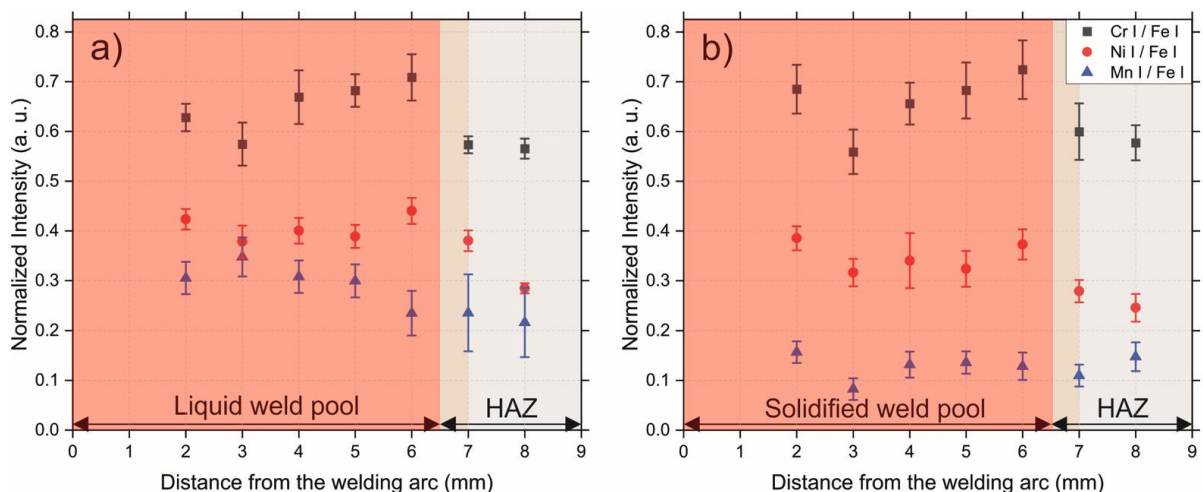 a)
Normalized Intensity (a. u.)
0.8
0.7
0.6
0.5
0.4
0.3
0.2
0.1
0.0
Liquid weld pool
HAZ
0 1 2 3 4 5 6 7 8 9
Distance from the welding arc (mm)
b)
Cr I / Fe I
Ni I / Fe I
Mn I / Fe I
Normalized Intensity (a. u.)
0.8
0.7
0.6
0.5
0.4
0.3
0.2
0.1
0.0
Solidified weld pool
HAZ
0 1 2 3 4 5 6 7 8 9
Distance from the welding arc (mm)